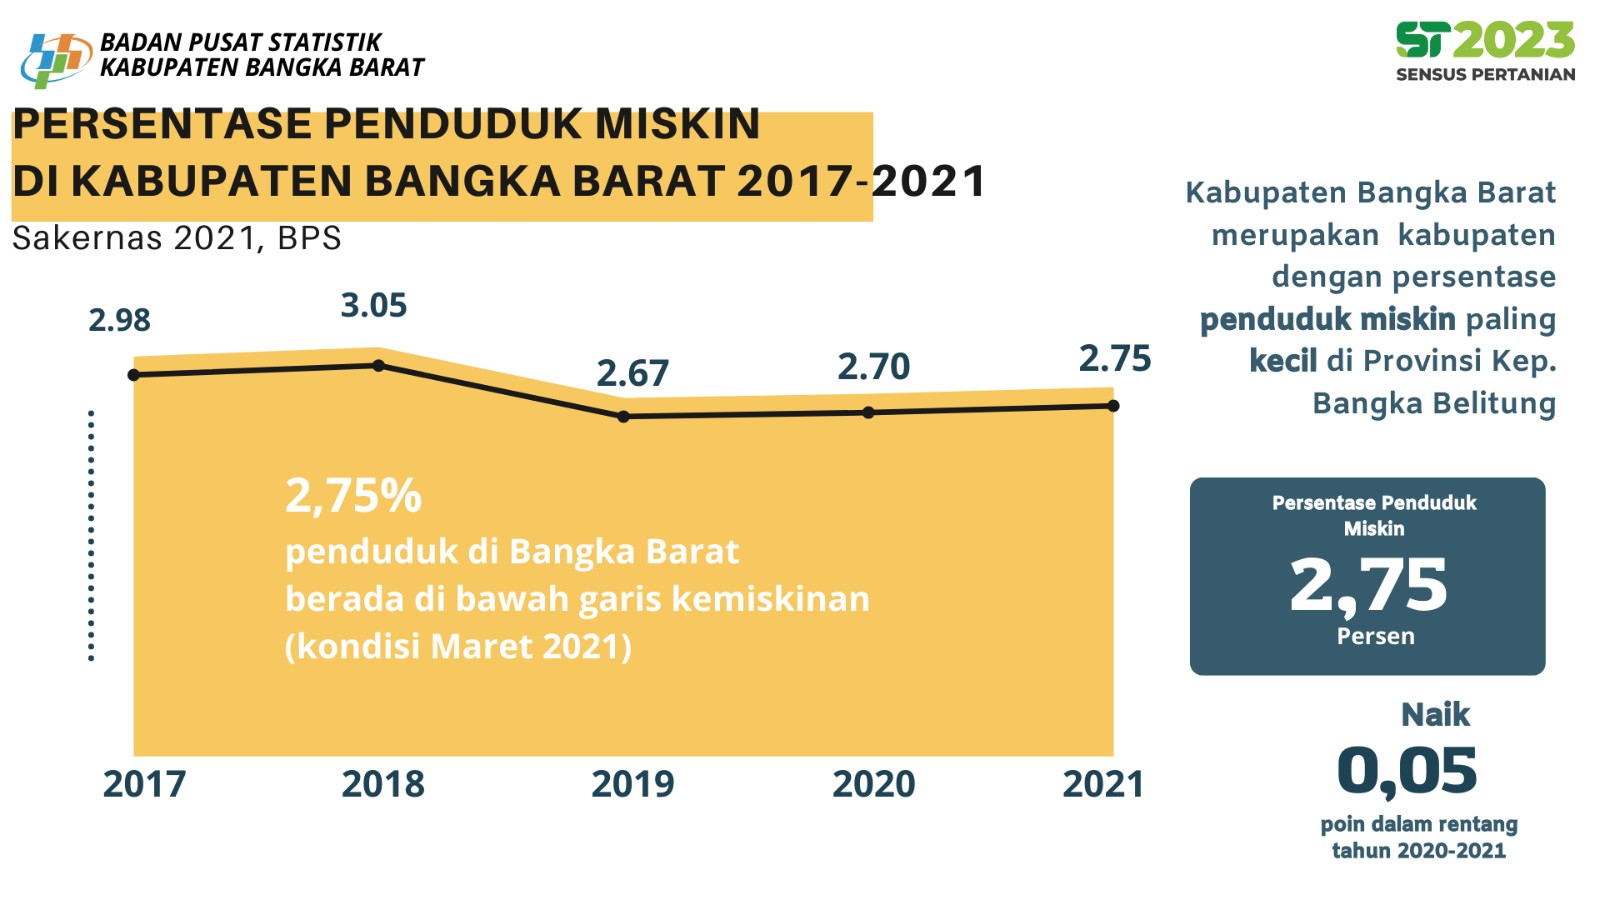 BADAN PUSAT STATISTIK
KABUPATEN BANGKA BARAT
ST2023
SENSUS PERTANIAN
PERSENTASE PENDUDUK MISKIN
DI KABUPATEN BANGKA BARAT 2017-2021
Sakernas 2021, BPS
2.98
3.05
2.67
2.70
2.75
2,75%
penduduk di Bangka Barat
berada di bawah garis kemiskinan
(kondisi Maret 2021)
2017
2018
2019
2020
2021
Kabupaten Bangka Barat
merupakan kabupaten
dengan persentase
penduduk miskin paling
kecil di Provinsi Kep.
Bangka Belitung
Persentase Penduduk
Miskin
2,75
Persen
Naik
0,05
poin dalam rentang
tahun 2020-2021